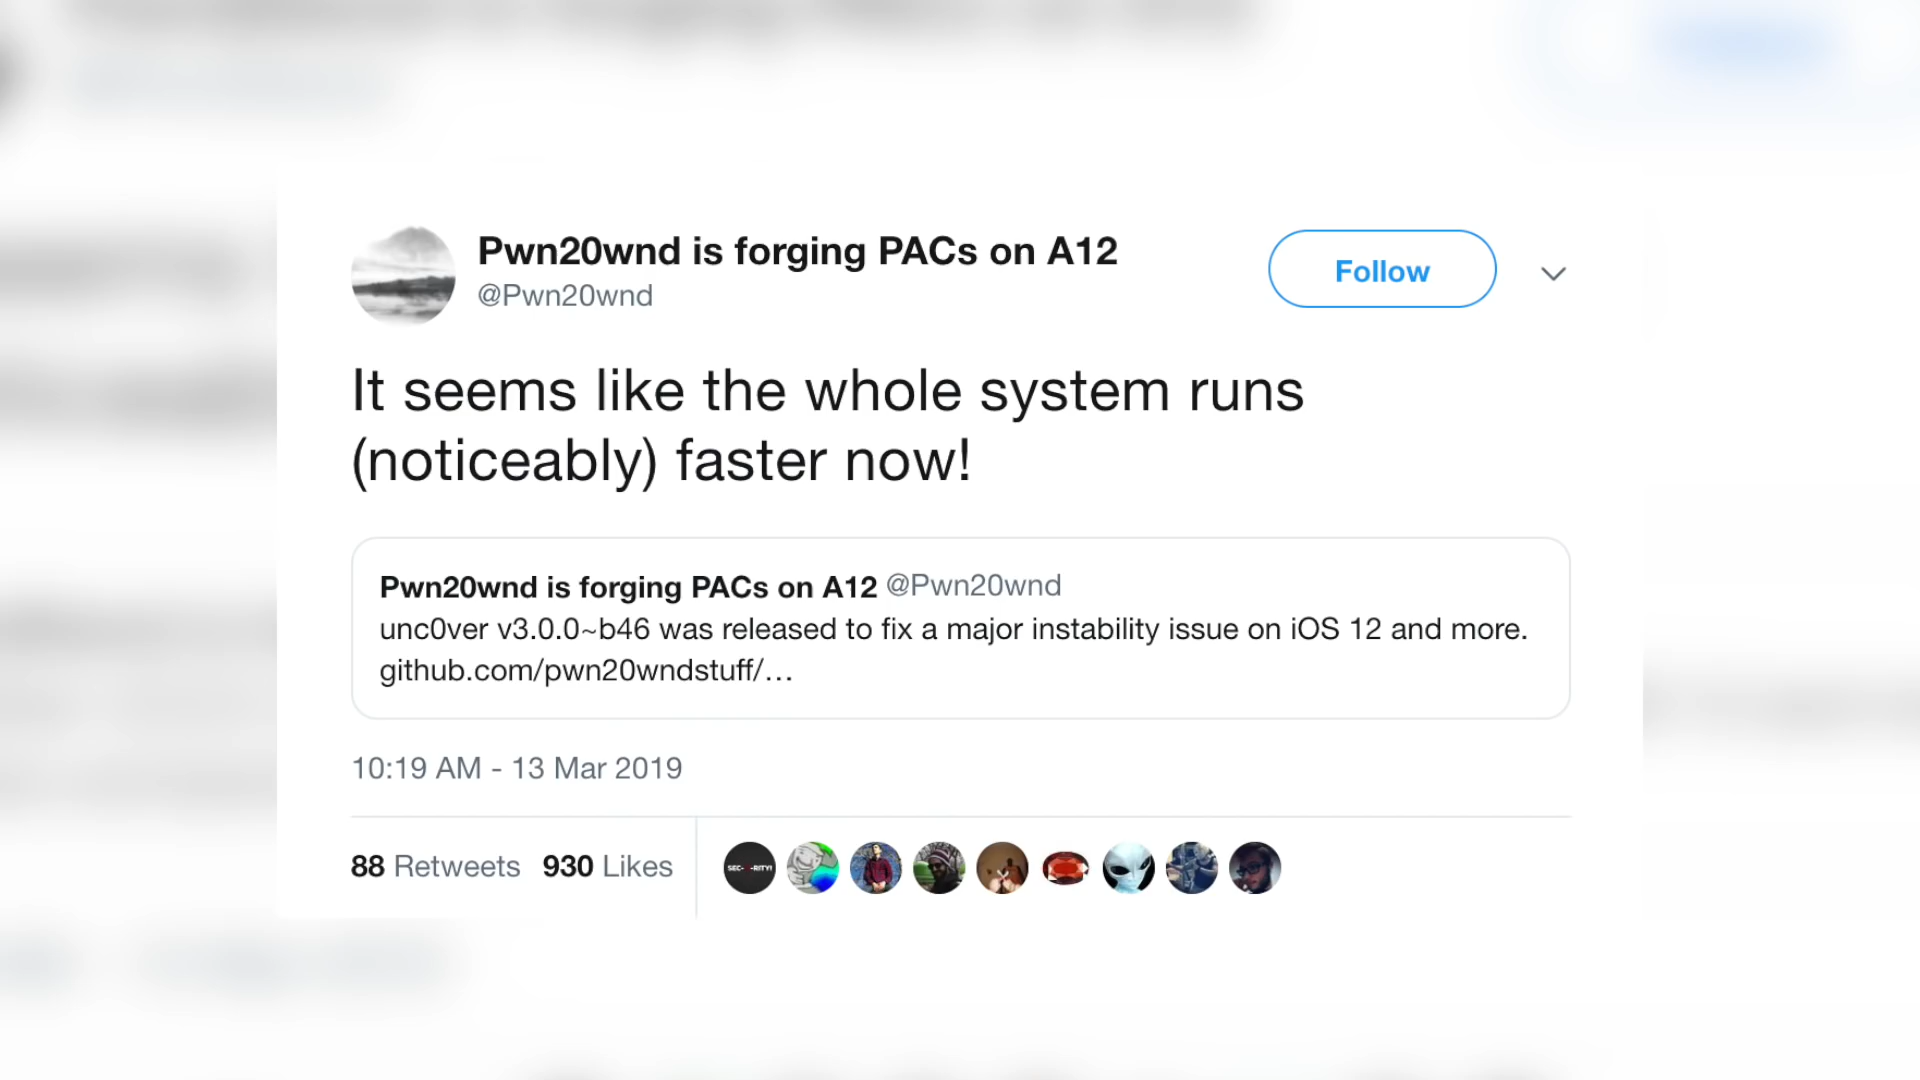 Pwn20wnd is forging PACs on A12
@Pwn20wnd
Follow
It seems like the whole system runs
(noticeably) faster now!
Pwn20wnd is forging PACs on A12 @Pwn20wnd
unc0ver v3.0.0~b46 was released to fix a major instability issue on iOS 12 and more.
github.com/pwn20wndstuff/…
10:19 AM - 13 Mar 2019
88 Retweets 930 Likes